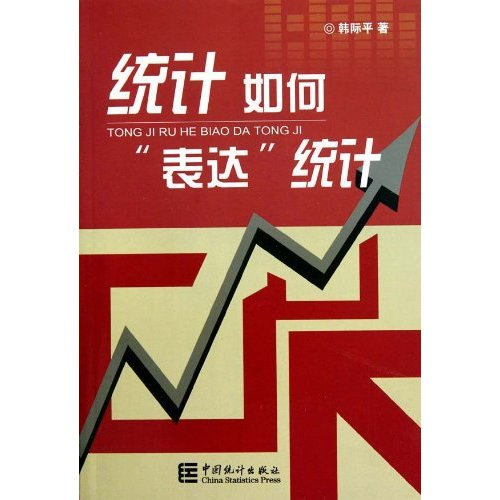 ◎ 韩际平 著
统计 如何
TONG JI RU HE BIAO DA TONG JI
“表达”统计
中国统计出版社
China Statistics Press